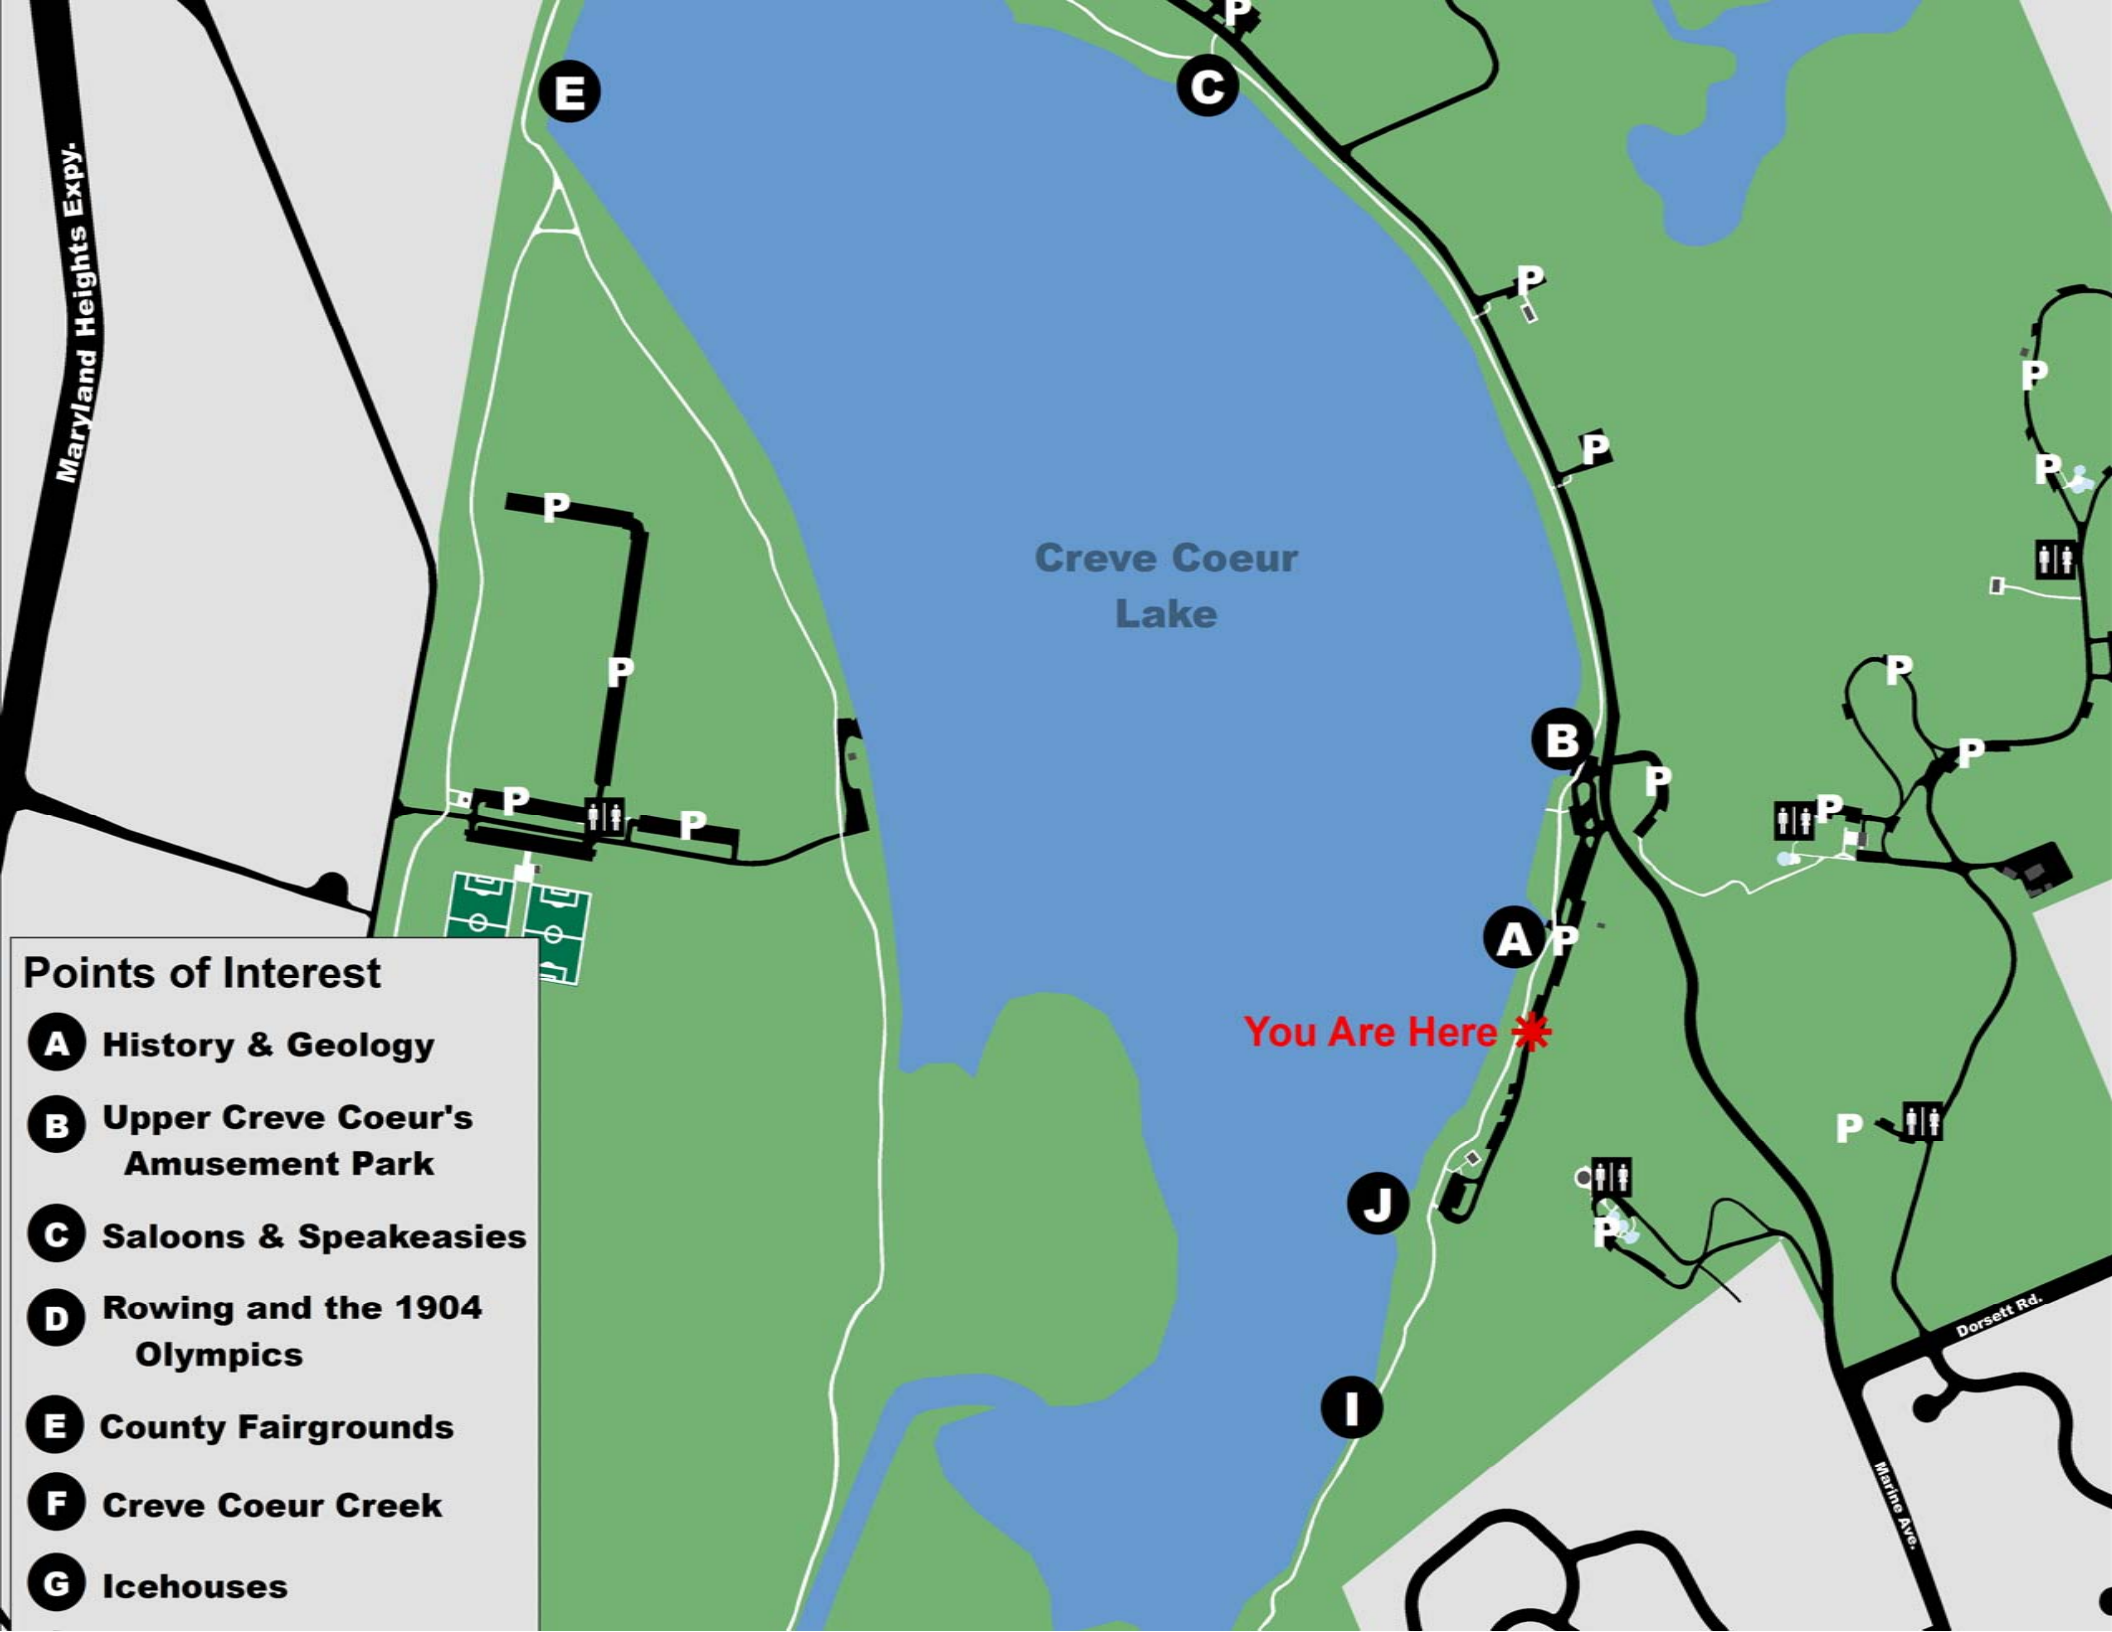 P
E
C
Maryland Heights Expy.
P
P
P
P
P
Creve Coeur
Lake
P
P
B
P
P
P
P
P
P
A
P
Points of Interest
A History & Geology
You Are Here
B Upper Creve Coeur's
Amusement Park
P
J
C Saloons & Speakeasies
P
D Rowing and the 1904
Olympics
Dorsett Rd.
E County Fairgrounds
I
F Creve Coeur Creek
Marine Ave.
G Icehouses